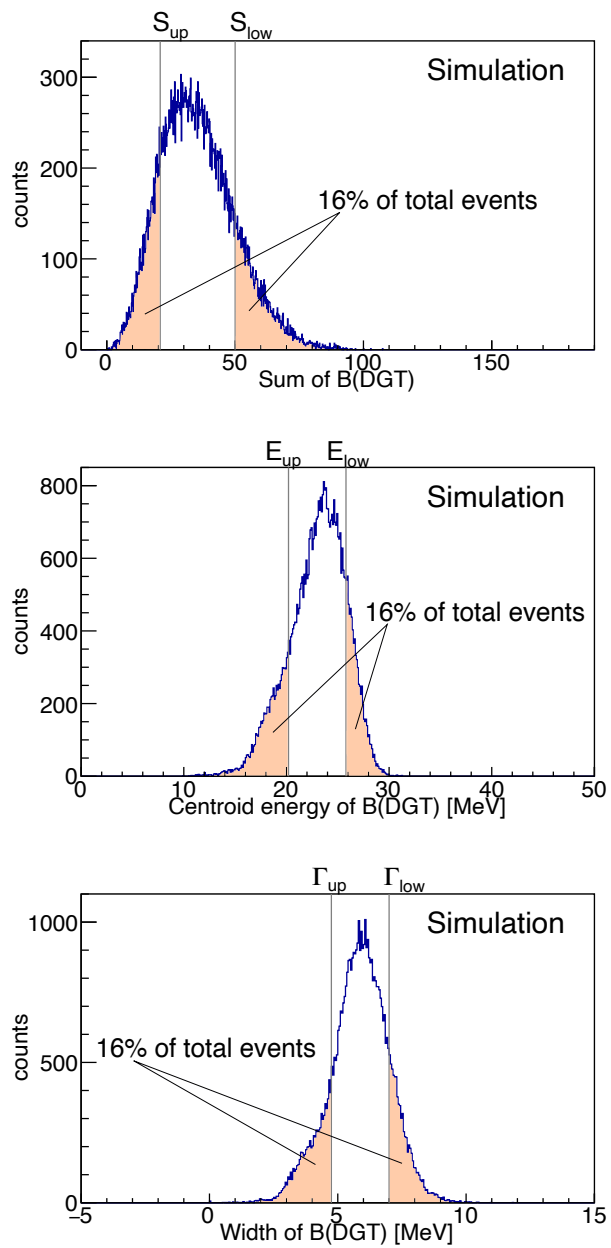 S_up S_low
300
200
100
0
counts
Simulation
16% of total events
0 50 100 150
Sum of B(DGT)
E_up E_low
800
600
400
200
0
counts
Simulation
16% of total events
0 10 20 30 40 50
Centroid energy of B(DGT) [MeV]
Γ_up Γ_low
1000
500
0
counts
Simulation
16% of total events
−5 0 5 10 15
Width of B(DGT) [MeV]